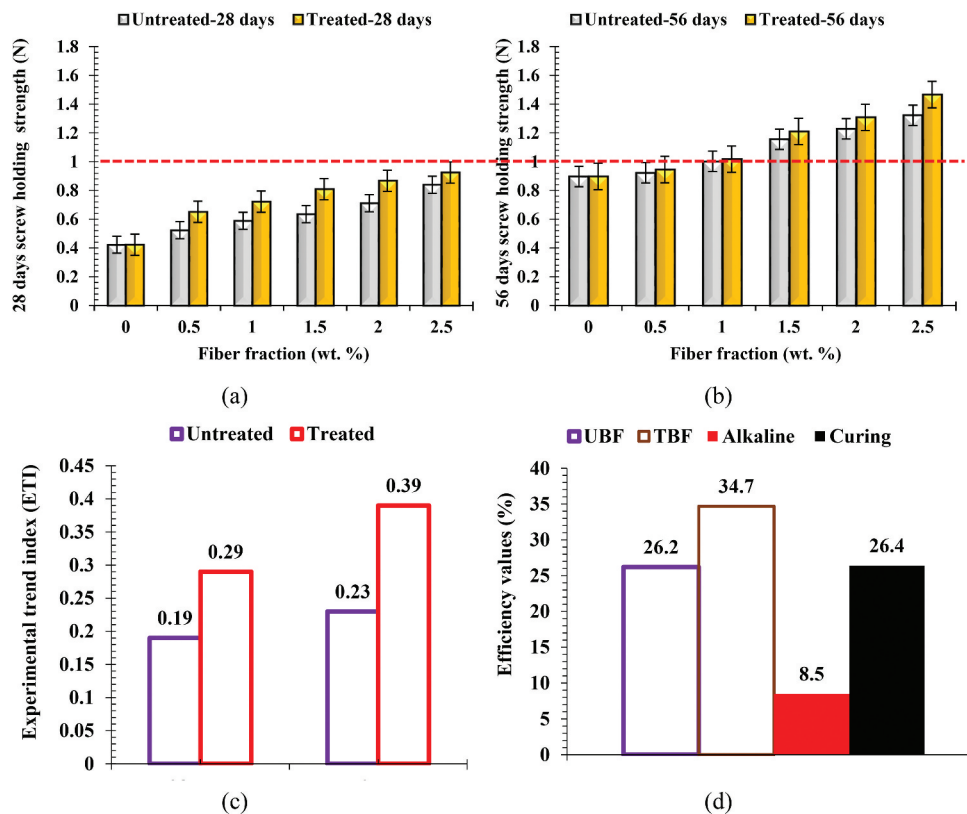 Untreated-28 days Treated-28 days
28 days screw holding strength (N)
1.8
1.6
1.4
1.2
1
0.8
0.6
0.4
0.2
0
0 0.5 1 1.5 2 2.5
Fiber fraction (wt. %)
(a)
Untreated-56 days Treated-56 days
56 days screw holding strength (N)
1.8
1.6
1.4
1.2
1
0.8
0.6
0.4
0.2
0
0 0.5 1 1.5 2 2.5
Fiber fraction (wt. %)
(b)
Untreated Treated
Experimental trend index (ETI)
0.45
0.4
0.35
0.3
0.25
0.2
0.15
0.1
0.05
0
0.19 0.29 0.23 0.39
(c)
UBF TBF Alkaline Curing
Efficiency values (%)
40
35
30
25
20
15
10
5
0
26.2 34.7 8.5 26.4
(d)